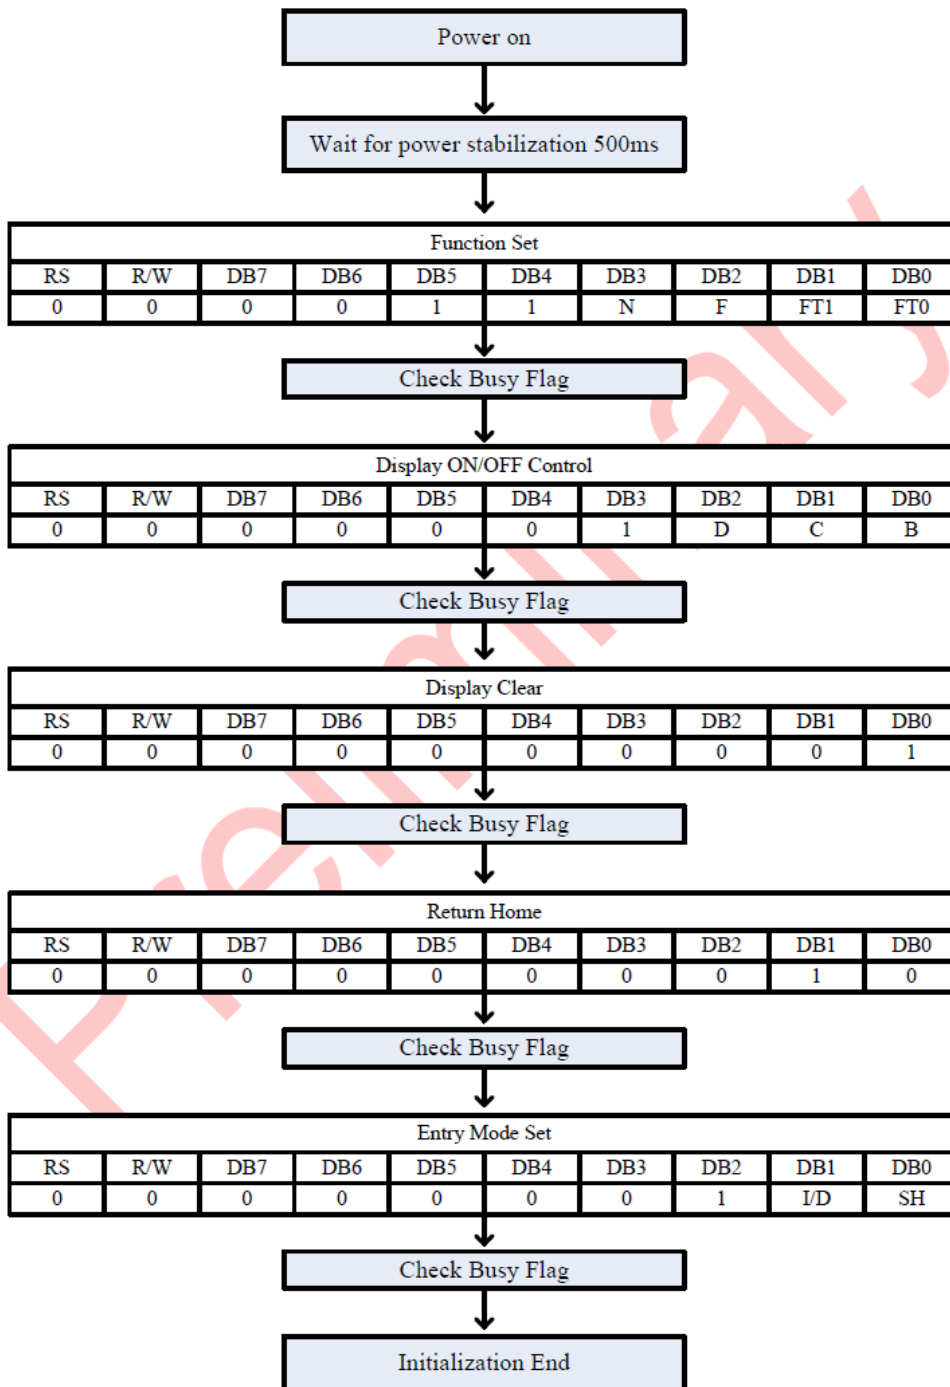 Power on
Wait for power stabilization 500ms
Function Set
RS R/W DB7 DB6 DB5 DB4 DB3 DB2 DB1 DB0
0 0 0 0 1 1 N F FT1 FT0
Check Busy Flag
Display ON/OFF Control
RS R/W DB7 DB6 DB5 DB4 DB3 DB2 DB1 DB0
0 0 0 0 0 0 1 D C B
Check Busy Flag
Display Clear
RS R/W DB7 DB6 DB5 DB4 DB3 DB2 DB1 DB0
0 0 0 0 0 0 0 0 0 1
Check Busy Flag
Return Home
RS R/W DB7 DB6 DB5 DB4 DB3 DB2 DB1 DB0
0 0 0 0 0 0 0 0 1 0
Check Busy Flag
Entry Mode Set
RS R/W DB7 DB6 DB5 DB4 DB3 DB2 DB1 DB0
0 0 0 0 0 0 0 1 I/D SH
Check Busy Flag
Initialization End
Preliminary